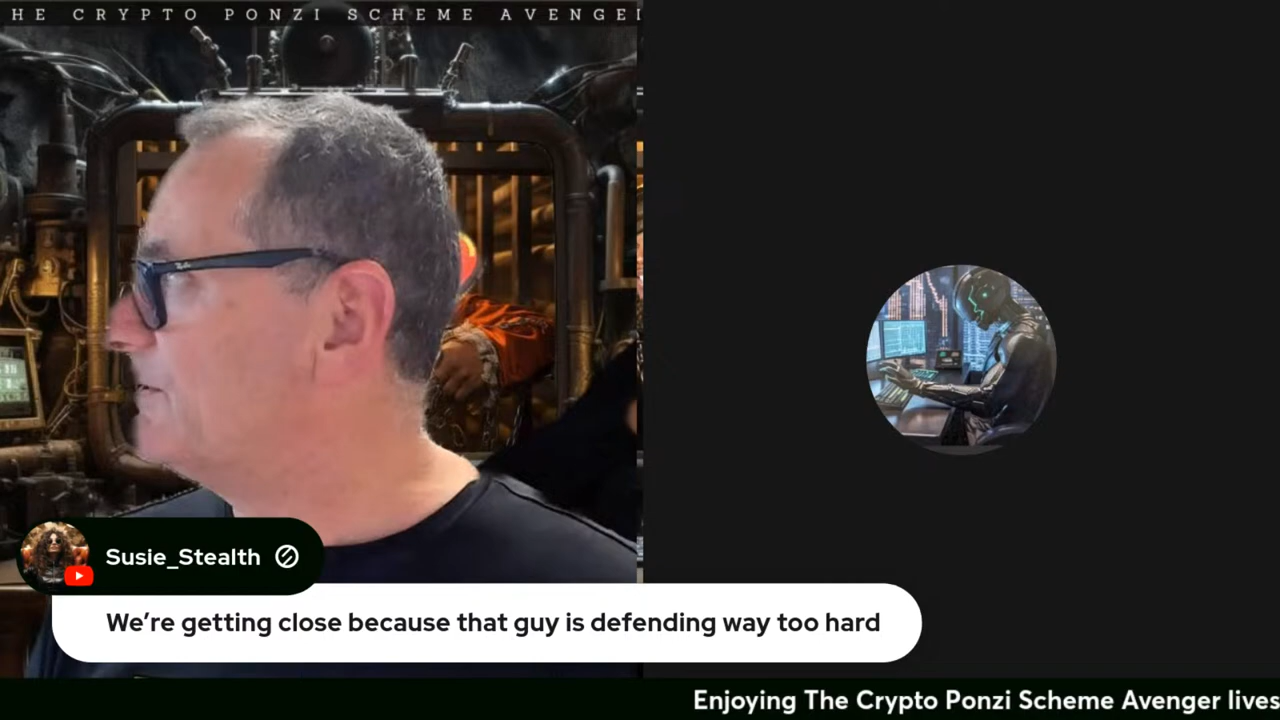 HE CRYPTO PONZI SCHEME AVENGE
Susie_Stealth
We’re getting close because that guy is defending way too hard
Enjoying The Crypto Ponzi Scheme Avenger lives